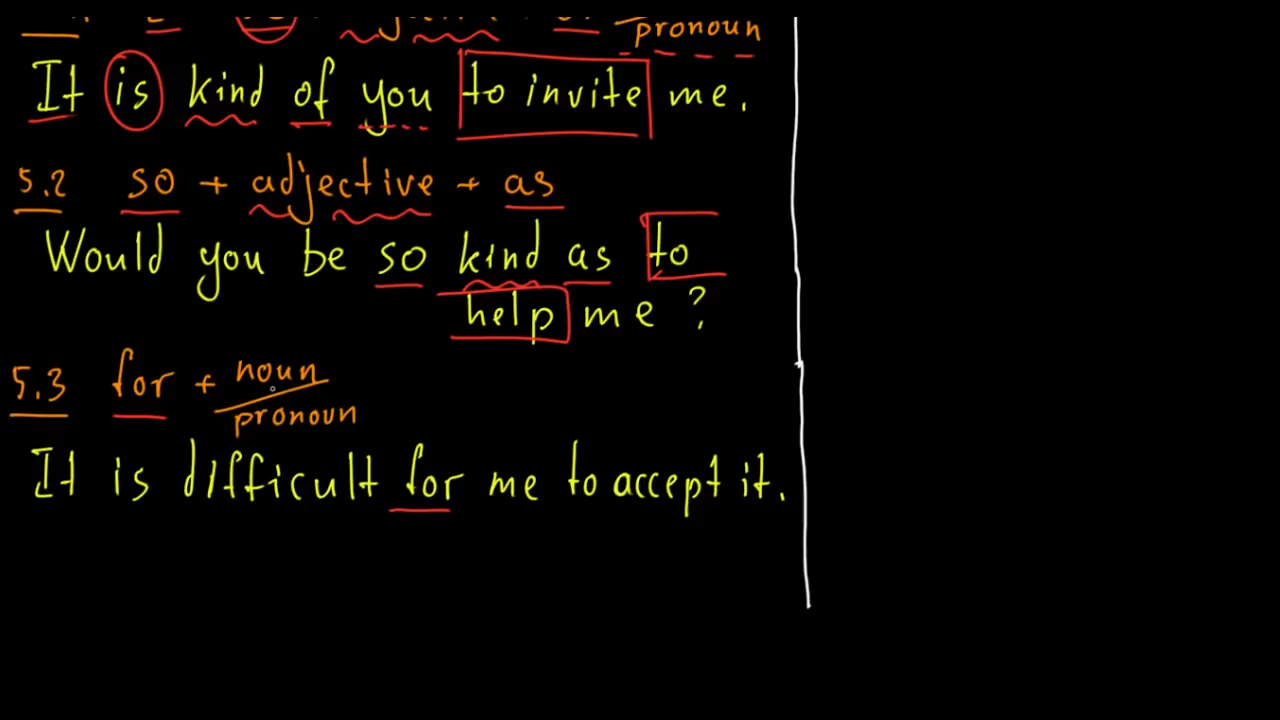 pronoun
It is kind of you to invite me.
5.2 so + adjective + as
Would you be so kind as to
help me ?
5.3 for + noun
pronoun
It is difficult for me to accept it.